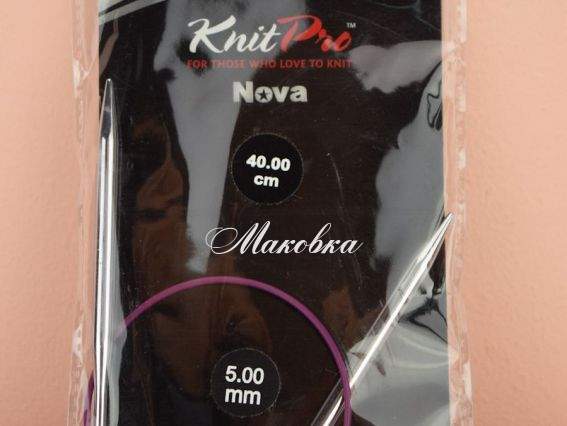 KnitPro™
FOR THOSE WHO LOVE TO KNIT
Nova
40.00
cm
Маковка
5.00
mm